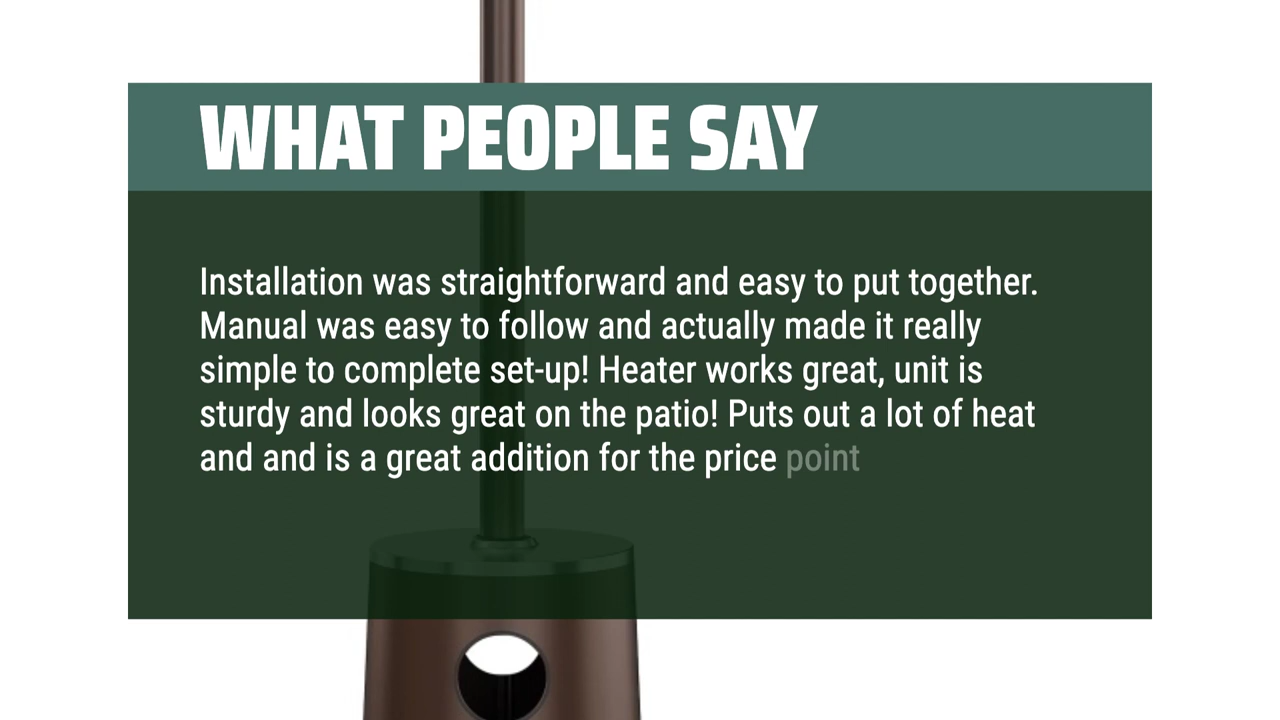 WHAT PEOPLE SAY
Installation was straightforward and easy to put together.
Manual was easy to follow and actually made it really
simple to complete set-up! Heater works great, unit is
sturdy and looks great on the patio! Puts out a lot of heat
and and is a great addition for the price point